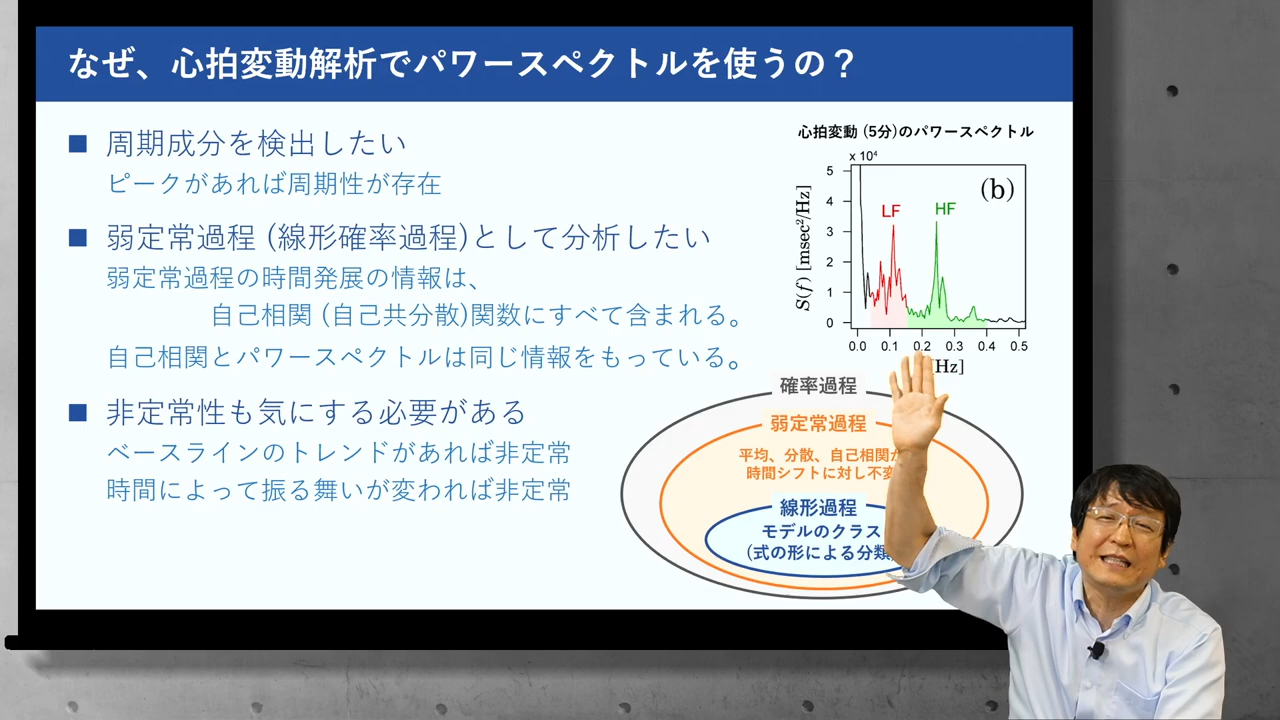 なぜ、心拍変動解析でパワースペクトルを使うの？
■ 周期成分を検出したい
ピークがあれば周期性が存在
■ 弱定常過程 (線形確率過程)として分析したい
弱定常過程の時間発展の情報は、
自己相関 (自己共分散)関数にすべて含まれる。
自己相関とパワースペクトルは同じ情報をもっている。
■ 非定常性も気にする必要がある
ベースラインのトレンドがあれば非定常
時間によって振る舞いが変われば非定常
心拍変動 (5分)のパワースペクトル
x 10⁴
(b)
LF
HF
S(f) [msec²/Hz]
5
4
3
2
1
0
0.0 0.1 0.2 0.3 0.4 0.5
[Hz]
確率過程
弱定常過程
平均、分散、自己相関が
時間シフトに対し不変
線形過程
モデルのクラス
(式の形による分類